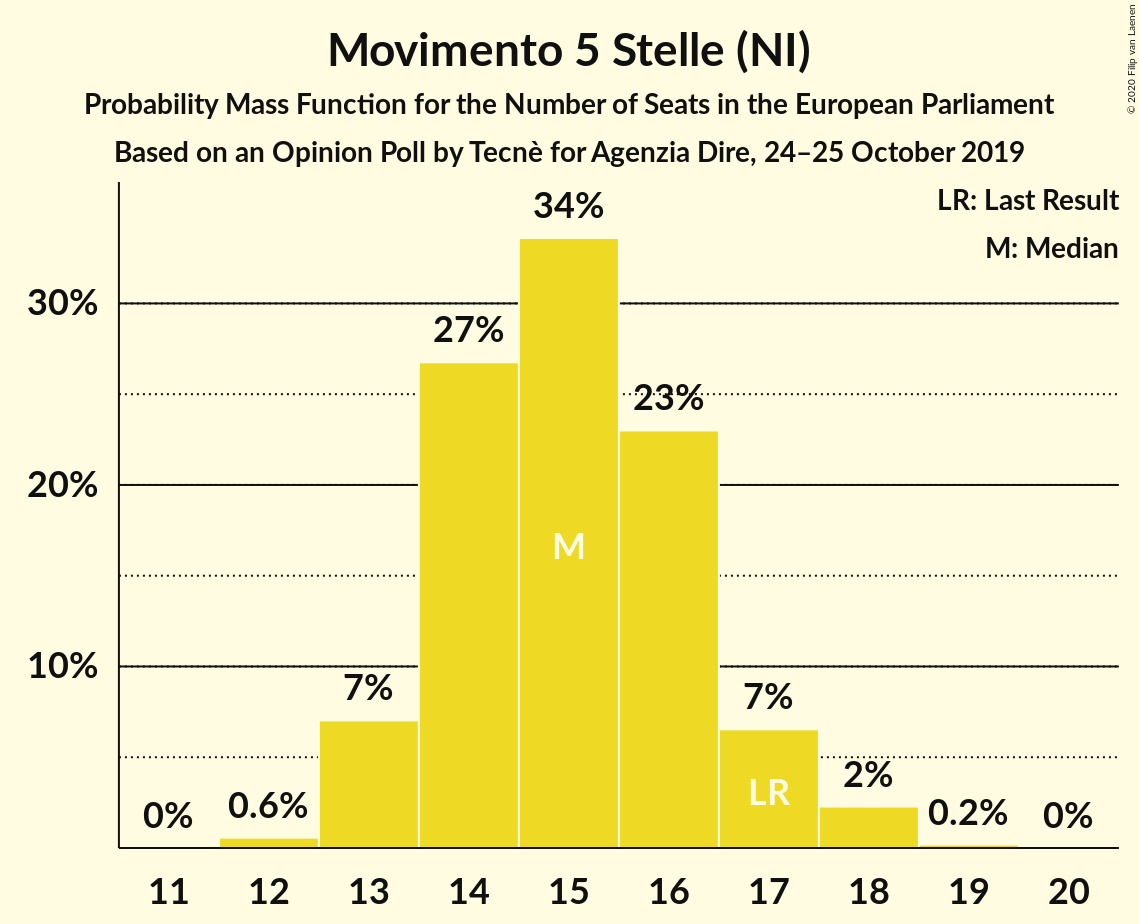 Movimento 5 Stelle (NI)
Probability Mass Function for the Number of Seats in the European Parliament
Based on an Opinion Poll by Tecnè for Agenzia Dire, 24–25 October 2019
© 2020 Filip van Laenen
LR: Last Result
M: Median
34%
30%
27%
23%
20%
M
10%
7%
7%
LR
2%
0%
0.6%
0.2%
0%
11 12 13 14 15 16 17 18 19 20